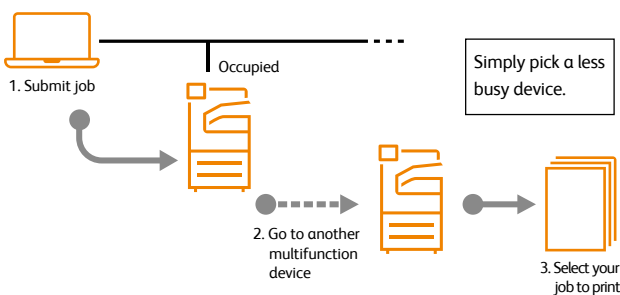 Simply pick a less
busy device.
Occupied
1. Submit job
2. Go to another
multifunction
device
3. Select your
job to print